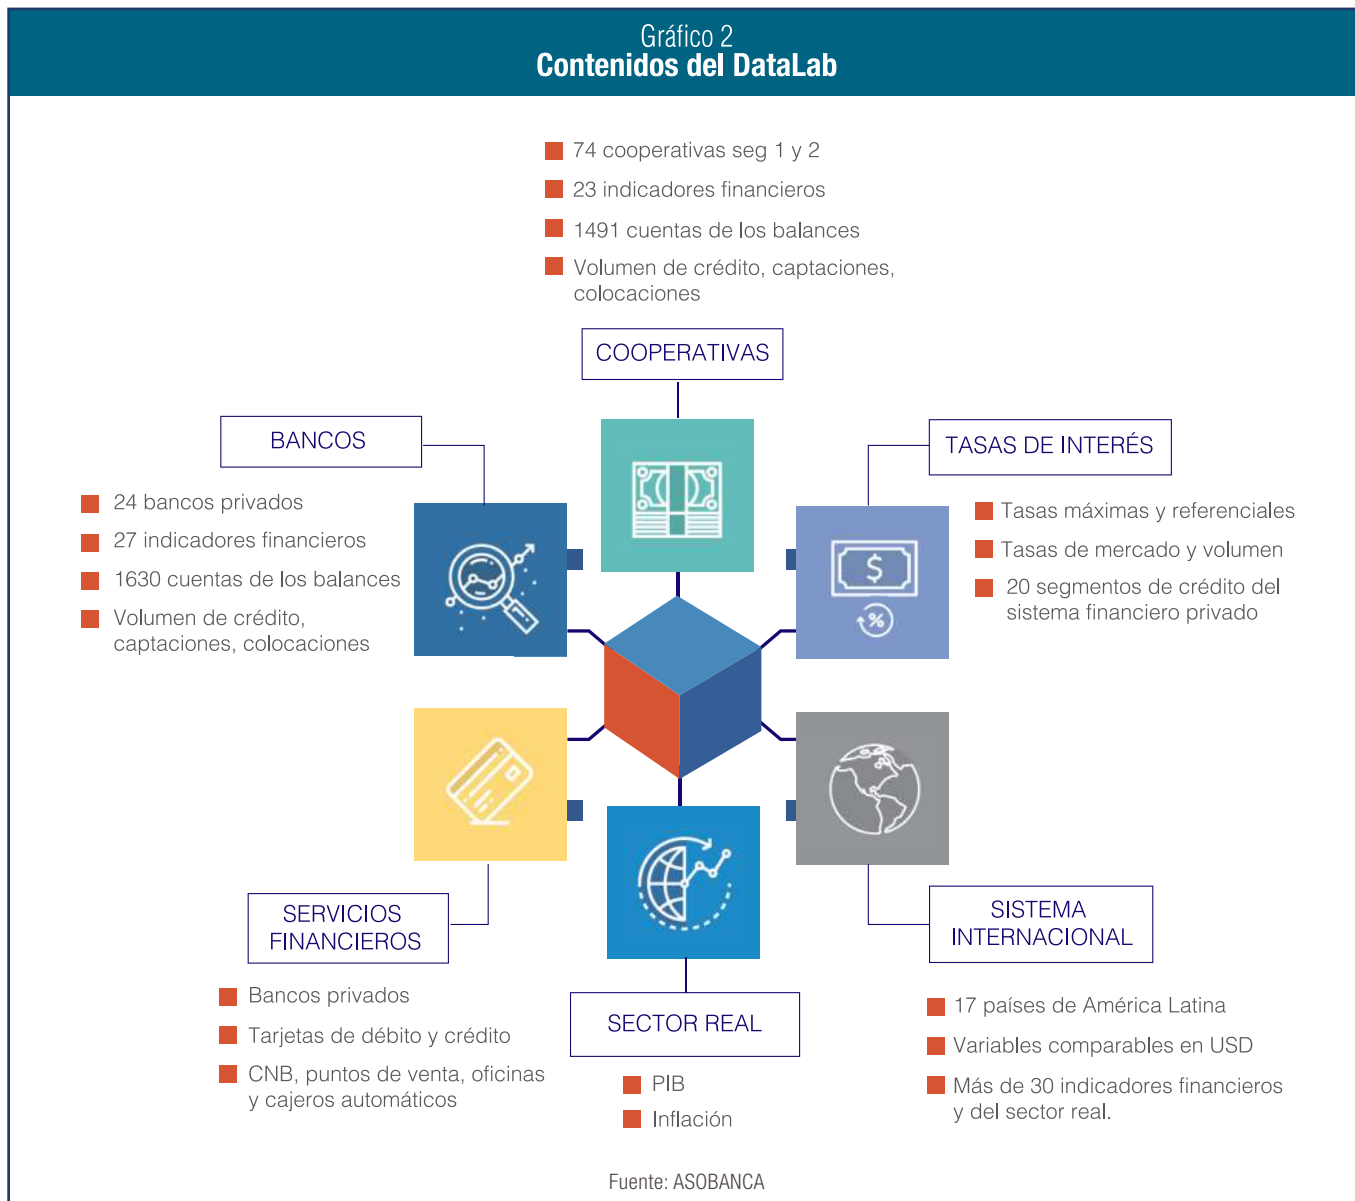 Gráfico 2
Contenidos del DataLab
74 cooperativas seg 1 y 2
23 indicadores financieros
1491 cuentas de los balances
Volumen de crédito, captaciones,
colocaciones
COOPERATIVAS
BANCOS
24 bancos privados
27 indicadores financieros
1630 cuentas de los balances
Volumen de crédito,
captaciones, colocaciones
TASAS DE INTERÉS
Tasas máximas y referenciales
Tasas de mercado y volumen
20 segmentos de crédito del
sistema financiero privado
$
%
SERVICIOS
FINANCIEROS
Bancos privados
Tarjetas de débito y crédito
CNB, puntos de venta, oficinas
y cajeros automáticos
SECTOR REAL
PIB
Inflación
SISTEMA
INTERNACIONAL
17 países de América Latina
Variables comparables en USD
Más de 30 indicadores financieros
y del sector real.
Fuente: ASOBANCA